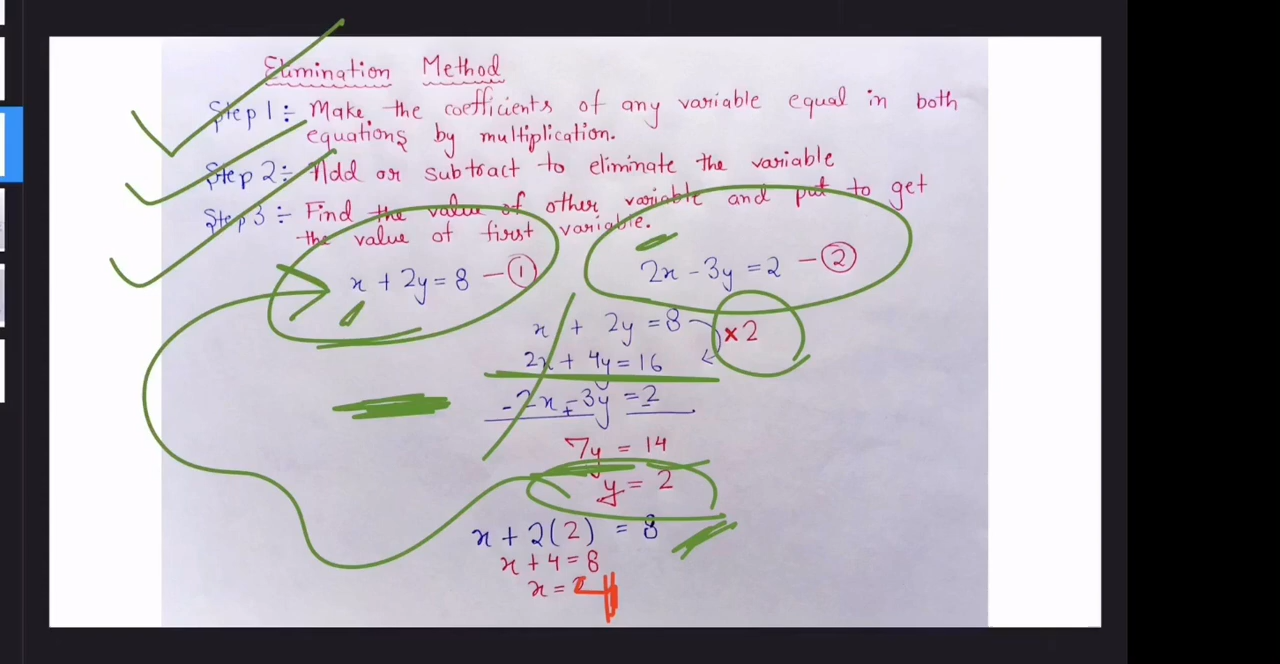 Elimination Method
Step 1 :- Make the coefficients of any variable equal in both
equations by multiplication.
Step 2 :- Add or subtract to eliminate the variable
Step 3 :- Find the value of other variable and put to get
the value of first variable.
x + 2y = 8 — ①
2x - 3y = 2 — ②
x + 2y = 8 ×2
2x + 4y = 16
- 2x - 3y = 2
+ -
7y = 14
y = 2
x + 2(2) = 8
x + 4 = 8
x = 4